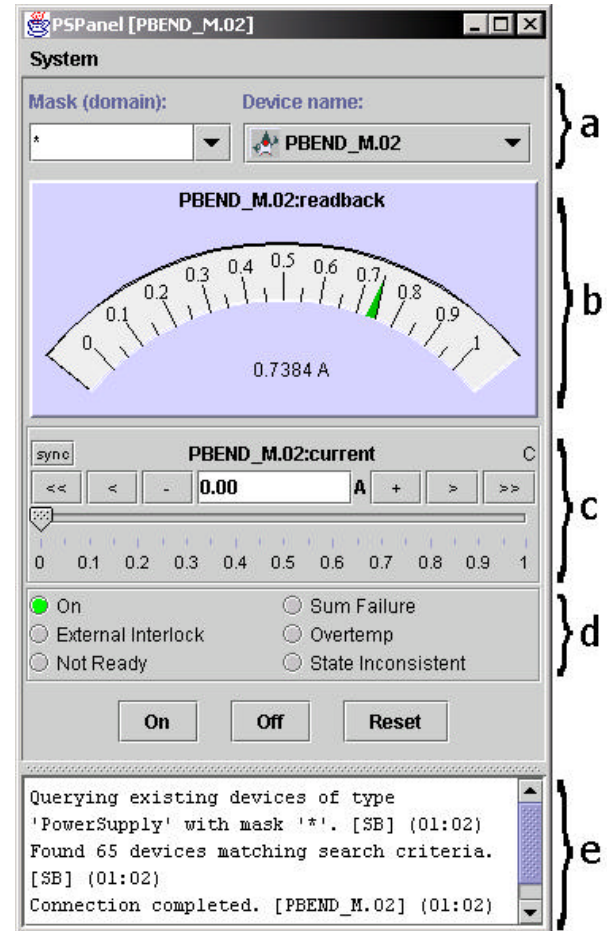 PSPanel [PBEND_M.02]
System
Mask (domain): Device name:
* PBEND_M.02
a
PBEND_M.02:readback
0 0.1 0.2 0.3 0.4 0.5 0.6 0.7 0.8 0.9 1
0.7384 A
b
sync PBEND_M.02:current C
<< < - 0.00 A + > >>
0 0.1 0.2 0.3 0.4 0.5 0.6 0.7 0.8 0.9 1
c
On Sum Failure
External Interlock Overtemp
Not Ready State Inconsistent
d
On Off Reset
Querying existing devices of type
'PowerSupply' with mask '*'. [SB] (01:02)
Found 65 devices matching search criteria.
[SB] (01:02)
Connection completed. [PBEND_M.02] (01:02)
e